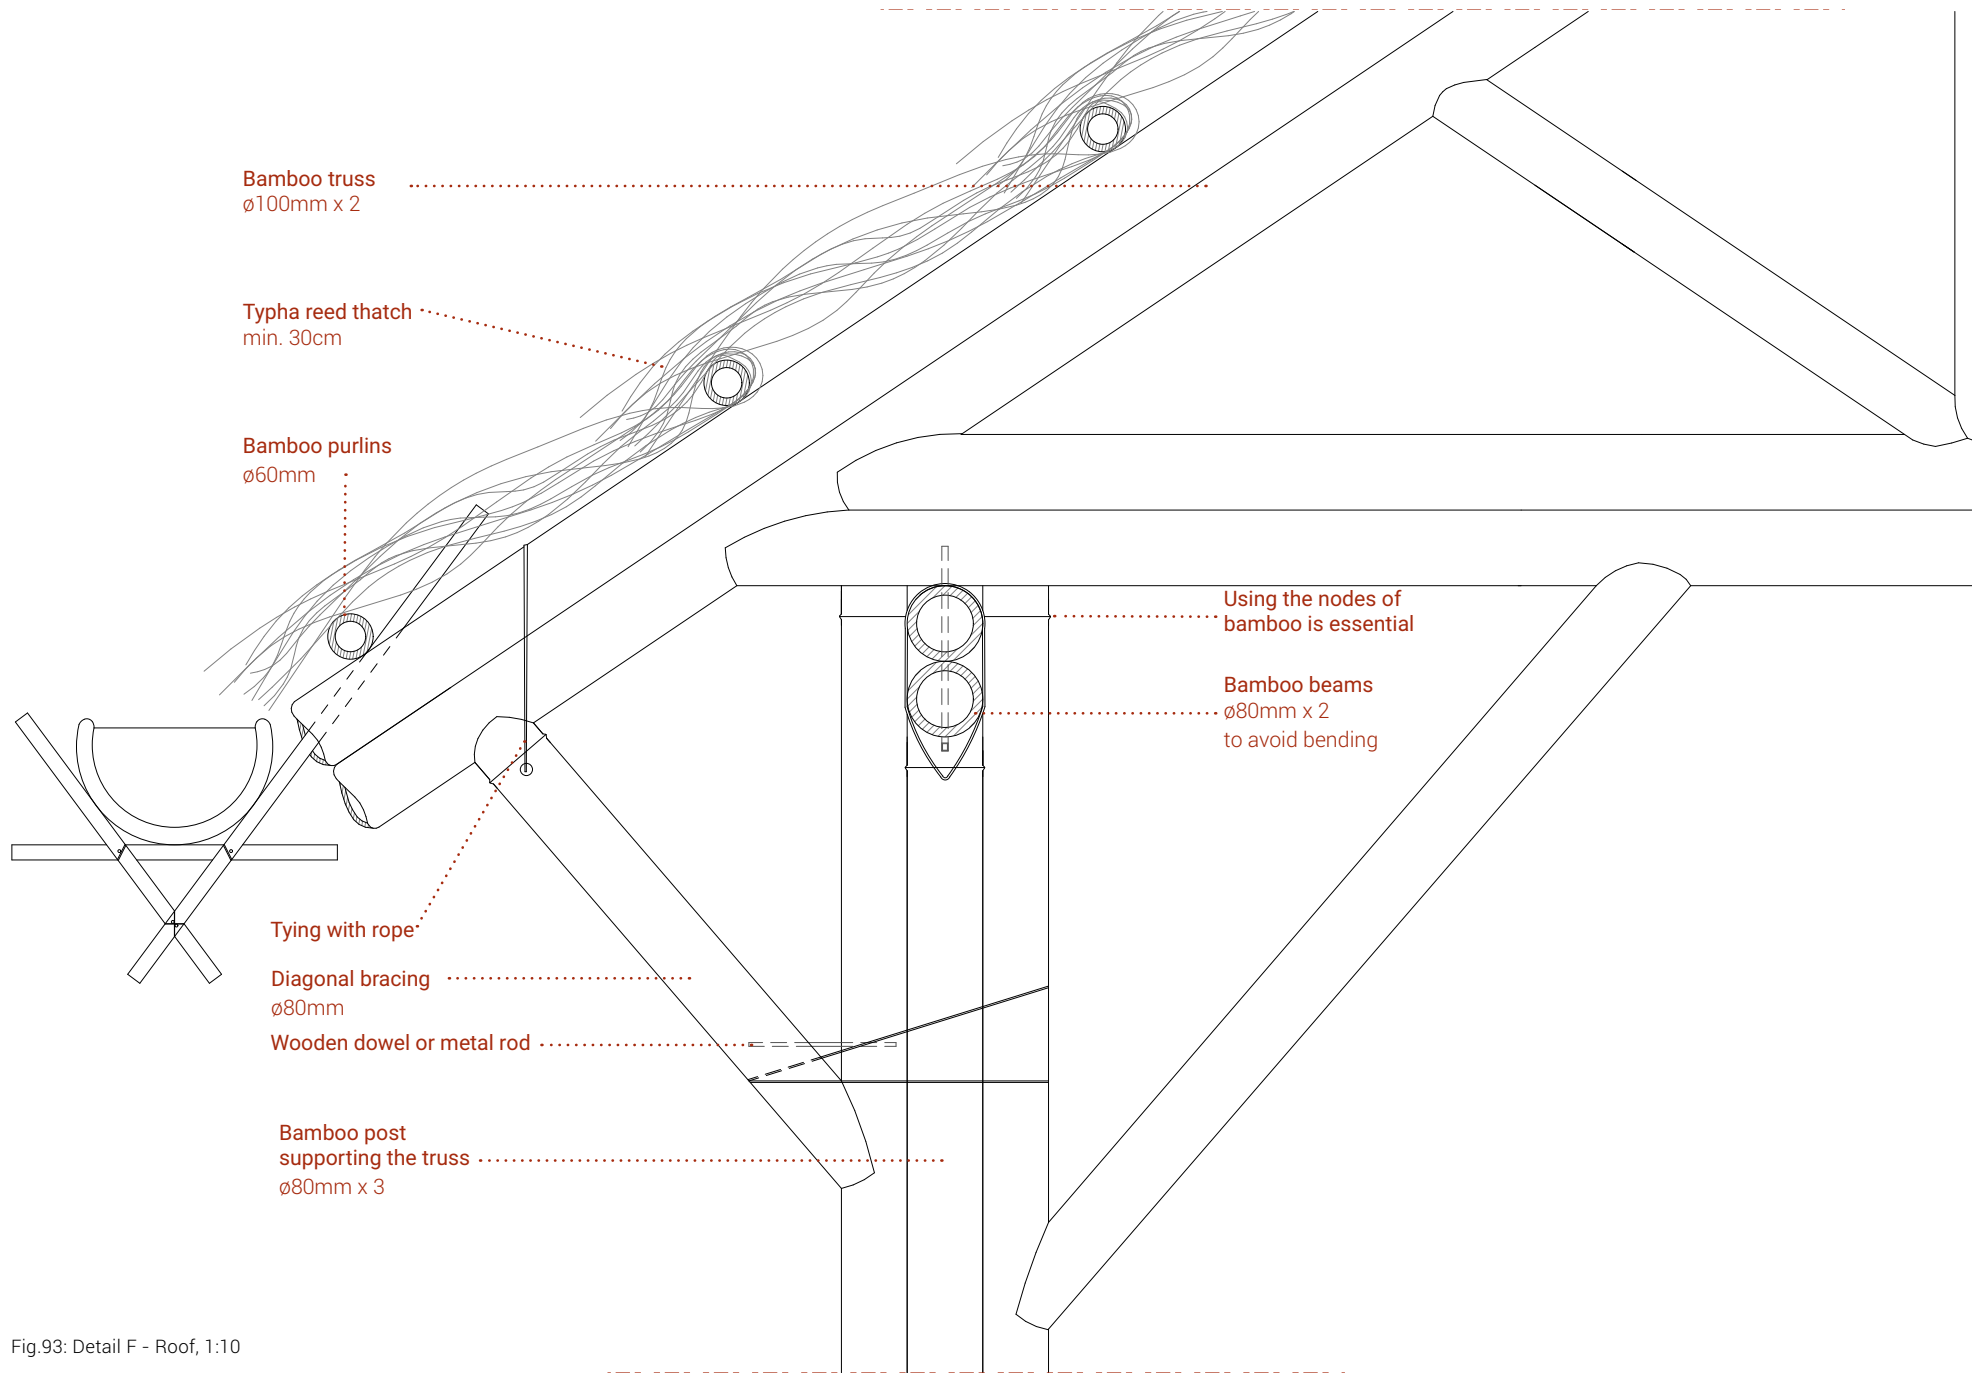 Bamboo truss
ø100mm x 2
Typha reed thatch
min. 30cm
Bamboo purlins
ø60mm
Using the nodes of
bamboo is essential
Bamboo beams
ø80mm x 2
to avoid bending
Tying with rope
Diagonal bracing
ø80mm
Wooden dowel or metal rod
Bamboo post
supporting the truss
ø80mm x 3
Fig.93: Detail F - Roof, 1:10